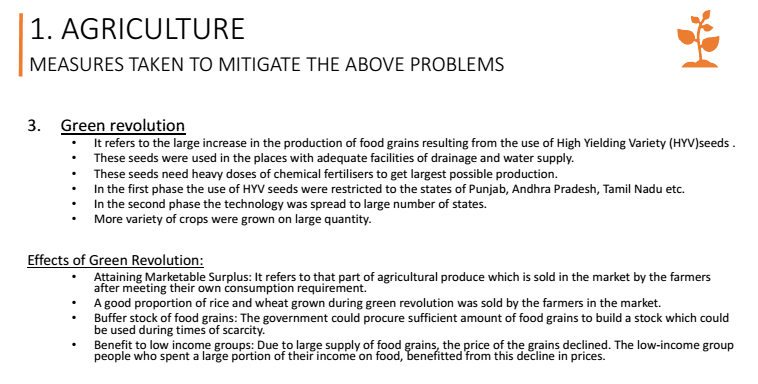 1. AGRICULTURE
MEASURES TAKEN TO MITIGATE THE ABOVE PROBLEMS
3. Green revolution
• It refers to the large increase in the production of food grains resulting from the use of High Yielding Variety (HYV)seeds .
• These seeds were used in the places with adequate facilities of drainage and water supply.
• These seeds need heavy doses of chemical fertilisers to get largest possible production.
• In the first phase the use of HYV seeds were restricted to the states of Punjab, Andhra Pradesh, Tamil Nadu etc.
• In the second phase the technology was spread to large number of states.
• More variety of crops were grown on large quantity.
Effects of Green Revolution:
• Attaining Marketable Surplus: It refers to that part of agricultural produce which is sold in the market by the farmers
after meeting their own consumption requirement.
• A good proportion of rice and wheat grown during green revolution was sold by the farmers in the market.
• Buffer stock of food grains: The government could procure sufficient amount of food grains to build a stock which could
be used during times of scarcity.
• Benefit to low income groups: Due to large supply of food grains, the price of the grains declined. The low-income group
people who spent a large portion of their income on food, benefitted from this decline in prices.